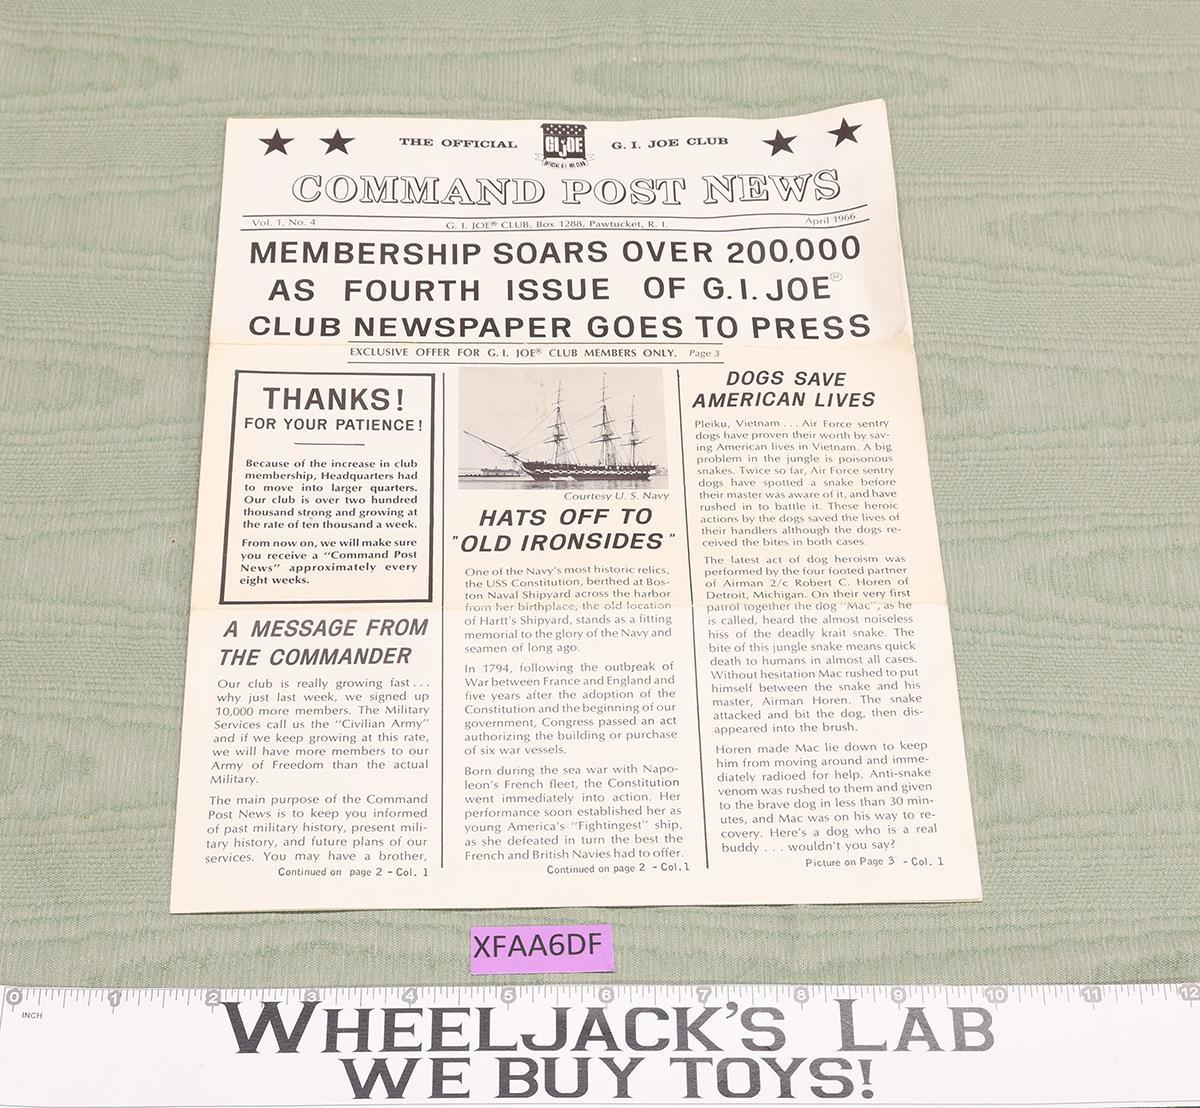 THE OFFICIAL GIJOE G. I. JOE CLUB
OFFICIAL G.I. JOE CLUB
COMMAND POST NEWS
Vol. 1, No. 4 G. I. JOE® CLUB, Box 1288, Pawtucket, R. I. April 1966
MEMBERSHIP SOARS OVER 200,000
AS FOURTH ISSUE OF G.I. JOE®
CLUB NEWSPAPER GOES TO PRESS
EXCLUSIVE OFFER FOR G. I. JOE® CLUB MEMBERS ONLY. Page 3
THANKS!
FOR YOUR PATIENCE!
Because of the increase in club
membership, Headquarters had
to move into larger quarters.
Our club is over two hundred
thousand strong and growing at
the rate of ten thousand a week.
From now on, we will make sure
you receive a "Command Post
News" approximately every
eight weeks.
A MESSAGE FROM
THE COMMANDER
Our club is really growing fast . . .
why just last week, we signed up
10,000 more members. The Military
Services call us the "Civilian Army"
and if we keep growing at this rate,
we will have more members to our
Army of Freedom than the actual
Military.
The main purpose of the Command
Post News is to keep you informed
of past military history, present mili-
tary history, and future plans of our
services. You may have a brother,
Continued on page 2 - Col. 1
Courtesy U. S. Navy
HATS OFF TO
"OLD IRONSIDES"
One of the Navy's most historic relics,
the USS Constitution, berthed at Bos-
ton Naval Shipyard across the harbor
from her birthplace, the old location
of Hartt's Shipyard, stands as a fitting
memorial to the glory of the Navy and
seamen of long ago.
In 1794, following the outbreak of
War between France and England and
five years after the adoption of the
Constitution and the beginning of our
government, Congress passed an act
authorizing the building or purchase
of six war vessels.
Born during the sea war with Napo-
leon's French fleet, the Constitution
went immediately into action. Her
performance soon established her as
young America's "Fightingest" ship,
as she defeated in turn the best the
French and British Navies had to offer.
Continued on page 2 - Col. 1
DOGS SAVE
AMERICAN LIVES
Pleiku, Vietnam . . . Air Force sentry
dogs have proven their worth by sav-
ing American lives in Vietnam. A big
problem in the jungle is poisonous
snakes. Twice so far, Air Force sentry
dogs have spotted a snake before
their master was aware of it, and have
rushed in to battle it. These heroic
actions by the dogs saved the lives of
their handlers although the dogs re-
ceived the bites in both cases.
The latest act of dog heroism was
performed by the four footed partner
of Airman 2/c Robert C. Horen of
Detroit, Michigan. On their very first
patrol together the dog "Mac", as he
is called, heard the almost noiseless
hiss of the deadly krait snake. The
bite of this jungle snake means quick
death to humans in almost all cases.
Without hesitation Mac rushed to put
himself between the snake and his
master, Airman Horen. The snake
attacked and bit the dog, then dis-
appeared into the brush.
Horen made Mac lie down to keep
him from moving around and imme-
diately radioed for help. Anti-snake
venom was rushed to them and given
to the brave dog in less than 30 min-
utes, and Mac was on his way to re-
covery. Here's a dog who is a real
buddy . . . wouldn't you say?
Picture on Page 3 - Col. 1
XFAA6DF
0 1 2 3 4 5 6 7 8 9 10 11 12
INCH
WHEELJACK'S LAB
WE BUY TOYS!